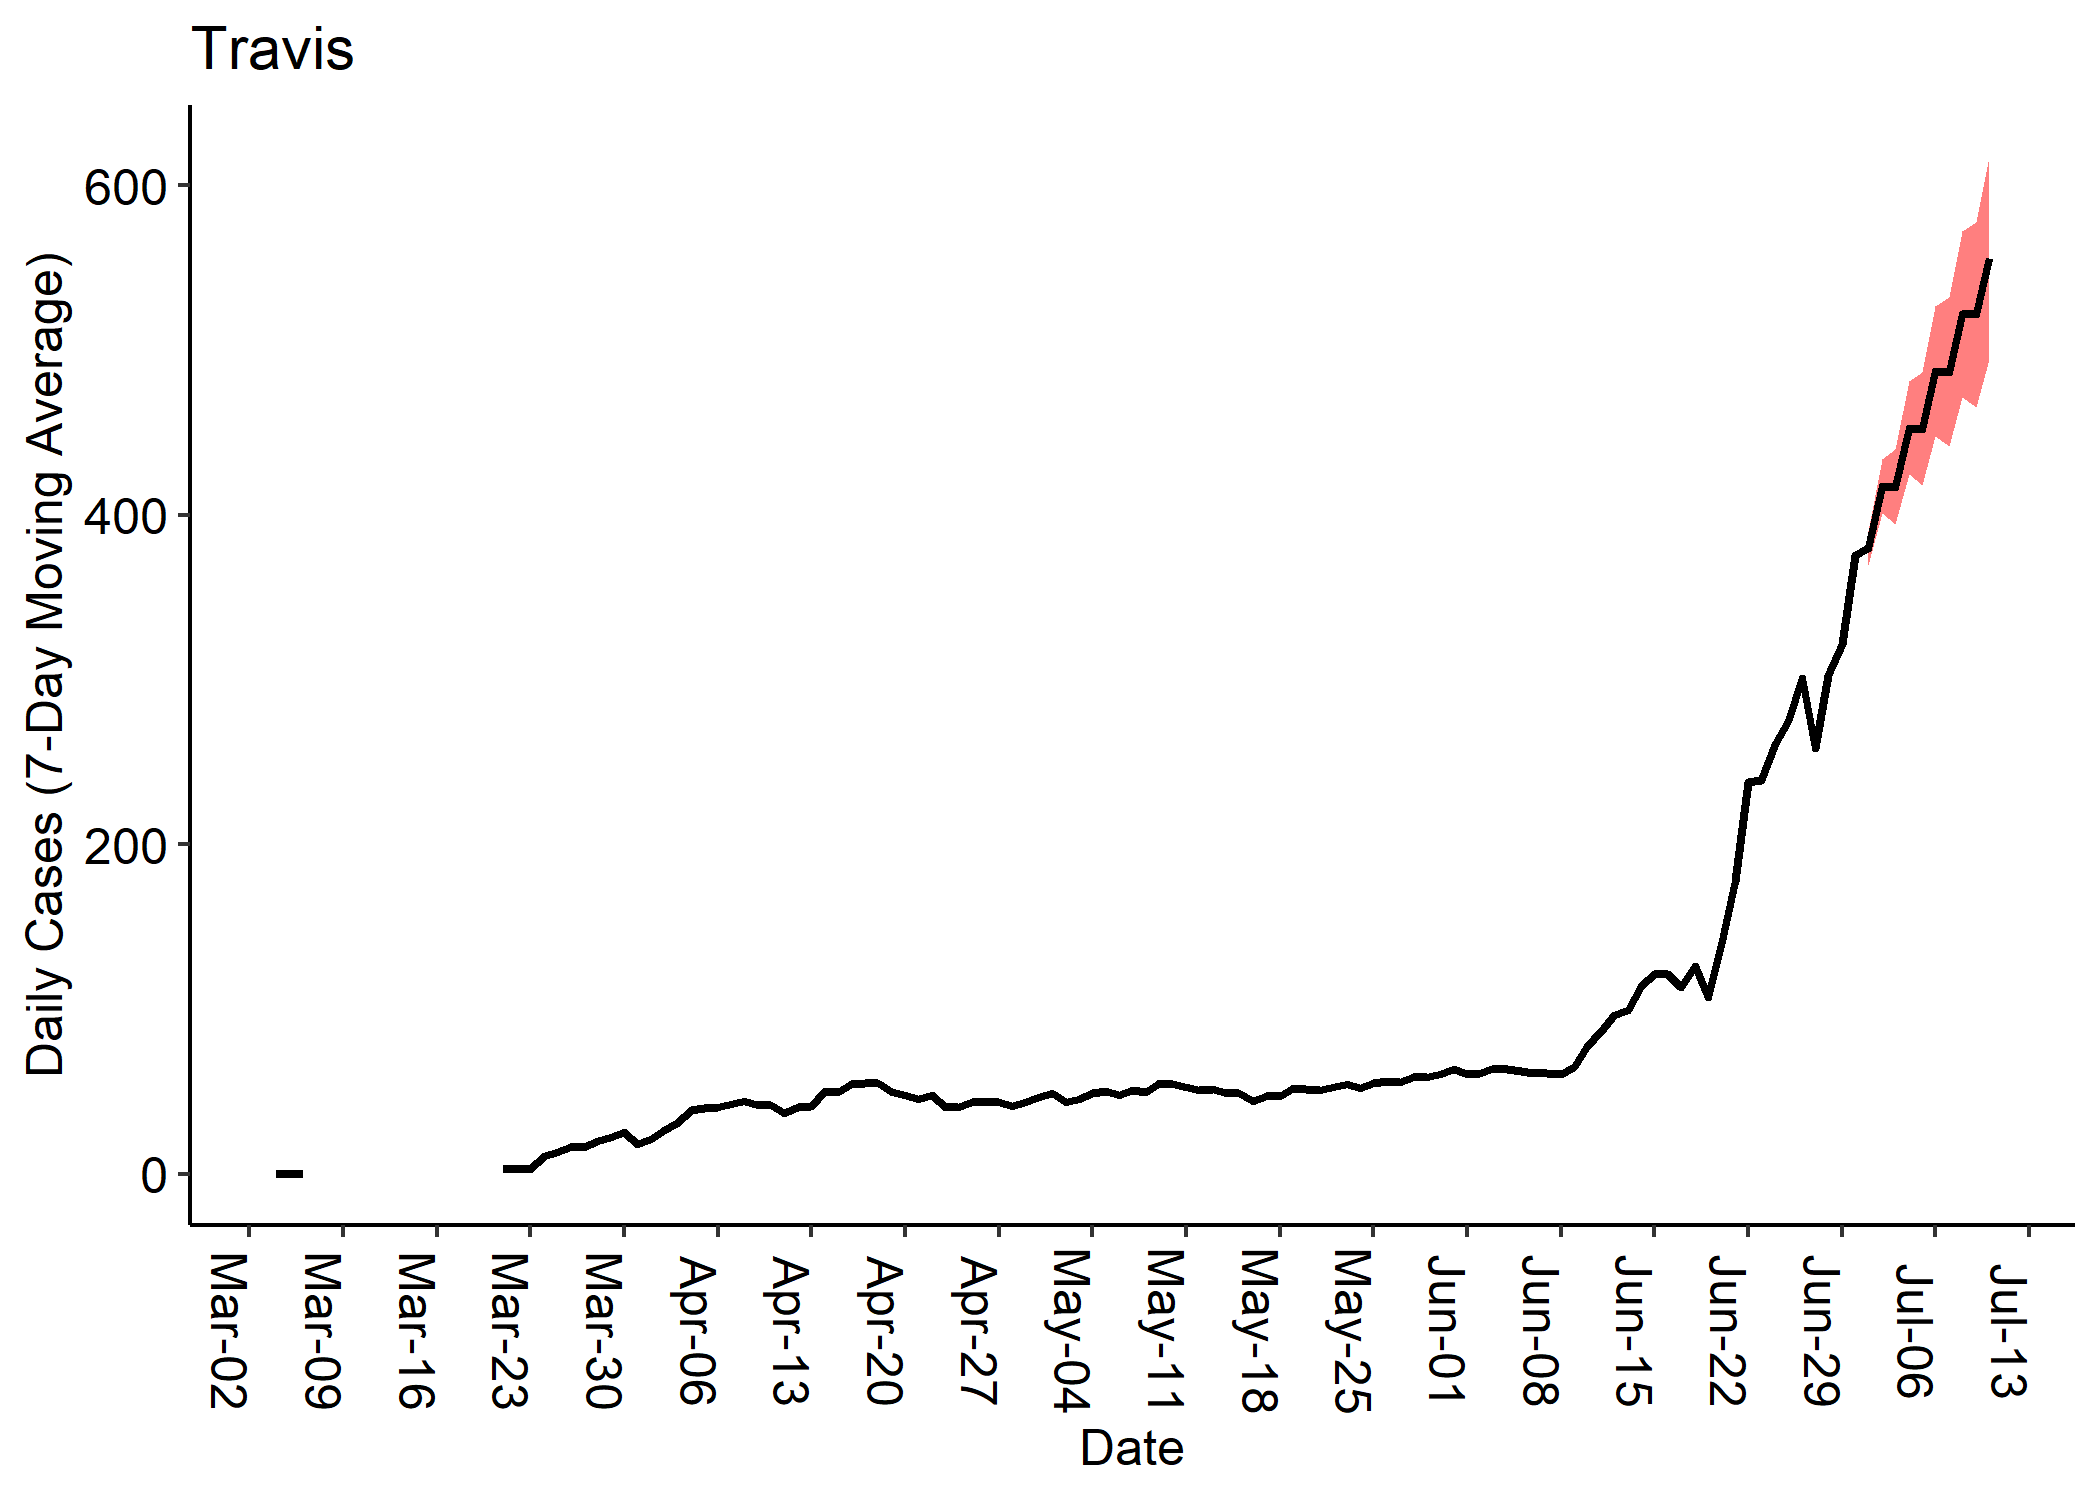 Travis
Daily Cases (7-Day Moving Average)
600
400
200
0
Mar-02
Mar-09
Mar-16
Mar-23
Mar-30
Apr-06
Apr-13
Apr-20
Apr-27
May-04
May-11
May-18
May-25
Jun-01
Jun-08
Jun-15
Jun-22
Jun-29
Jul-06
Jul-13
Date